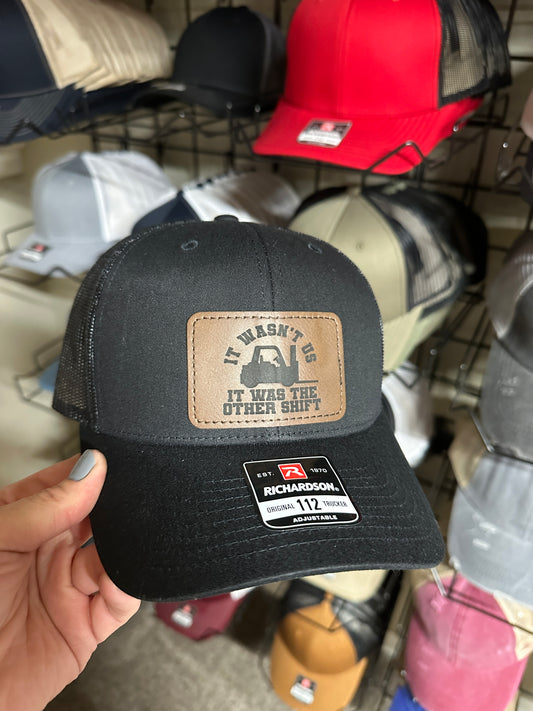 IT WASN'T US
IT WAS THE
OTHER SHIFT
EST. R 1970
RICHARDSON®
ORIGINAL 112 TRUCKER
ADJUSTABLE